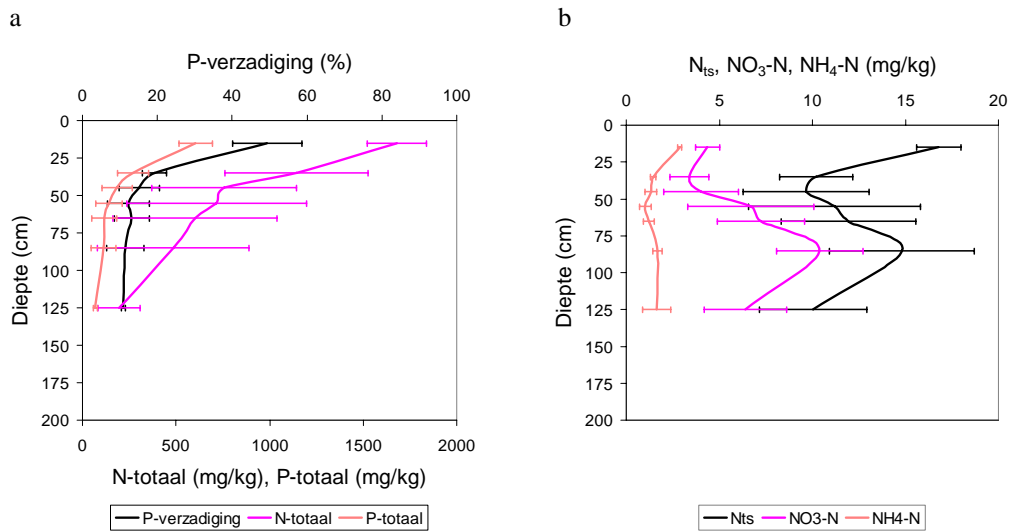 a
P-verzadiging (%)
0 20 40 60 80 100
0
25
50
75
100
125
150
175
200
Diepte (cm)
0 500 1000 1500 2000
N-totaal (mg/kg), P-totaal (mg/kg)
P-verzadiging N-totaal P-totaal
b
Nts, NO3-N, NH4-N (mg/kg)
0 5 10 15 20
0
25
50
75
100
125
150
175
200
Diepte (cm)
Nts NO3-N NH4-N